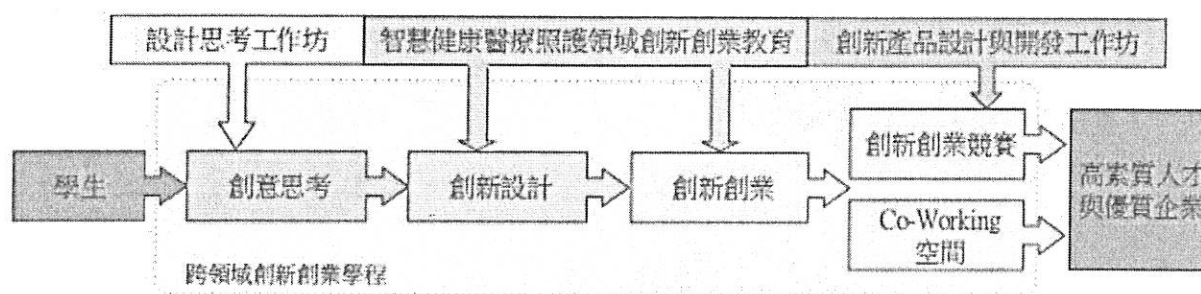 設計思考工作坊
智慧健康醫療照護領域創新創業教育
創新產品設計與開發工作坊
學生
創意思考
創新設計
創新創業
創新創業競賽
Co-Working
空間
高素質人才
與優質企業
跨領域創新創業學程